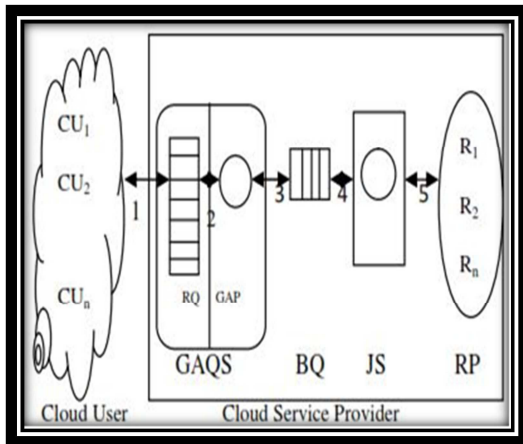 CU1
CU2
CUn
1
2
3
4
5
R1
R2
Rn
RQ GAP
GAQS BQ JS RP
Cloud User Cloud Service Provider